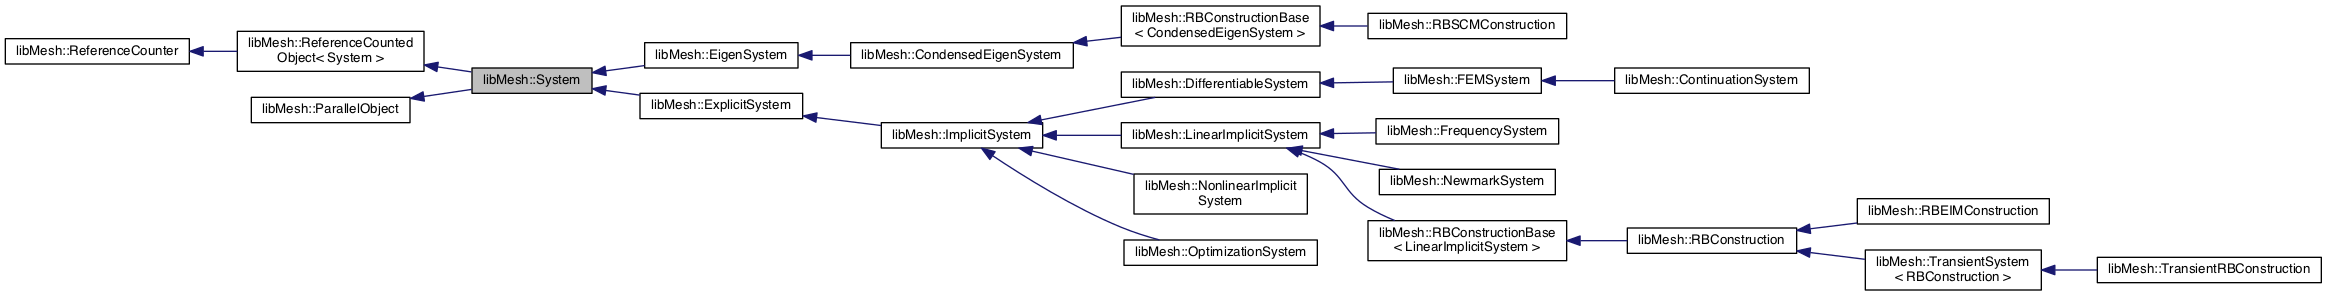 libMesh::ReferenceCounter
libMesh::ReferenceCounted
Object< System >
libMesh::ParallelObject
libMesh::System
libMesh::EigenSystem
libMesh::ExplicitSystem
libMesh::CondensedEigenSystem
libMesh::ImplicitSystem
libMesh::RBConstructionBase
< CondensedEigenSystem >
libMesh::DifferentiableSystem
libMesh::LinearImplicitSystem
libMesh::NonlinearImplicit
System
libMesh::OptimizationSystem
libMesh::RBSCMConstruction
libMesh::FEMSystem
libMesh::FrequencySystem
libMesh::NewmarkSystem
libMesh::RBConstructionBase
< LinearImplicitSystem >
libMesh::ContinuationSystem
libMesh::RBConstruction
libMesh::RBEIMConstruction
libMesh::TransientSystem
< RBConstruction >
libMesh::TransientRBConstruction